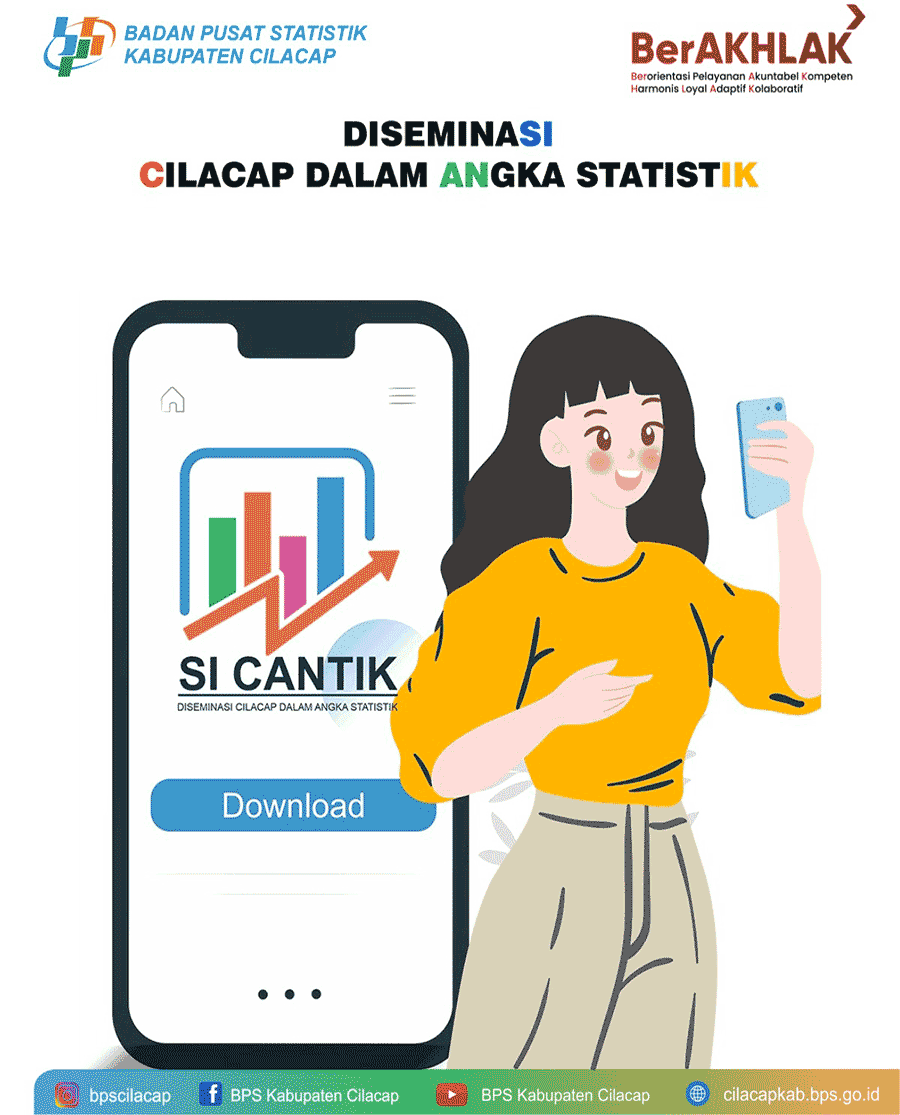 BADAN PUSAT STATISTIK
KABUPATEN CILACAP
BerAKHLAK
Berorientasi Pelayanan Akuntabel Kompeten
Harmonis Loyal Adaptif Kolaboratif
DISEMINASI
CILACAP DALAM ANGKA STATISTIK
SI CANTIK
DISEMINASI CILACAP DALAM ANGKA STATISTIK
Download
bpscilacap
BPS Kabupaten Cilacap
BPS Kabupaten Cilacap
cilacapkab.bps.go.id